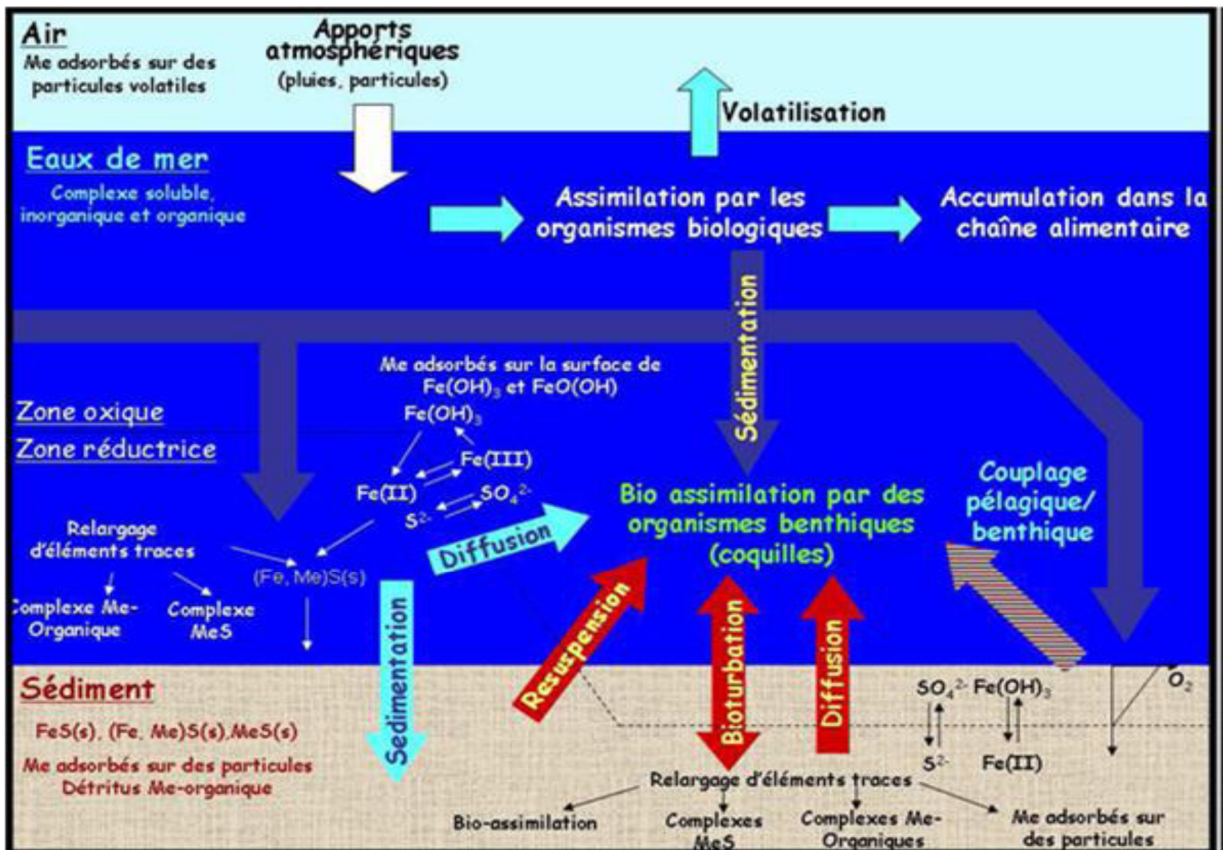 Air
Me adsorbés sur des
particules volatiles
Apports
atmosphériques
(pluies, particules)
Volatilisation
Eaux de mer
Complexe soluble,
inorganique et organique
Assimilation par les
organismes biologiques
Accumulation dans la
chaîne alimentaire
Sédimentation
Me adsorbés sur la surface de
Fe(OH)₃ et FeO(OH)
Fe(OH)₃
Zone oxique
Zone réductrice
Fe(III)
Fe(II)
SO₄²⁻
S²⁻
Relargage
d'éléments traces
(Fe, Me)S(s)
Complexe Me-
Organique
Complexe
MeS
Diffusion
Bio assimilation par des
organismes benthiques
(coquilles)
Couplage
pélagique/
benthique
Sedimentation
Resuspension
Bioturbation
Diffusion
Sédiment
FeS(s), (Fe, Me)S(s),MeS(s)
Me adsorbés sur des particules
Détritus Me-organique
SO₄²⁻ Fe(OH)₃
S²⁻ Fe(II)
O₂
Relargage d'éléments traces
Bio-assimilation
Complexes
MeS
Complexes Me-
Organiques
Me adsorbés sur
des particules